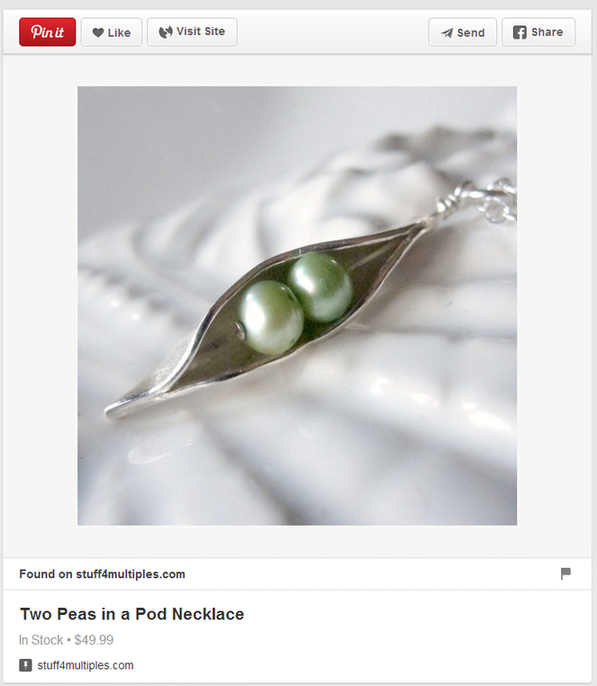 Pin it Like Visit Site Send Share
Found on stuff4multiples.com
Two Peas in a Pod Necklace
In Stock • $49.99
stuff4multiples.com